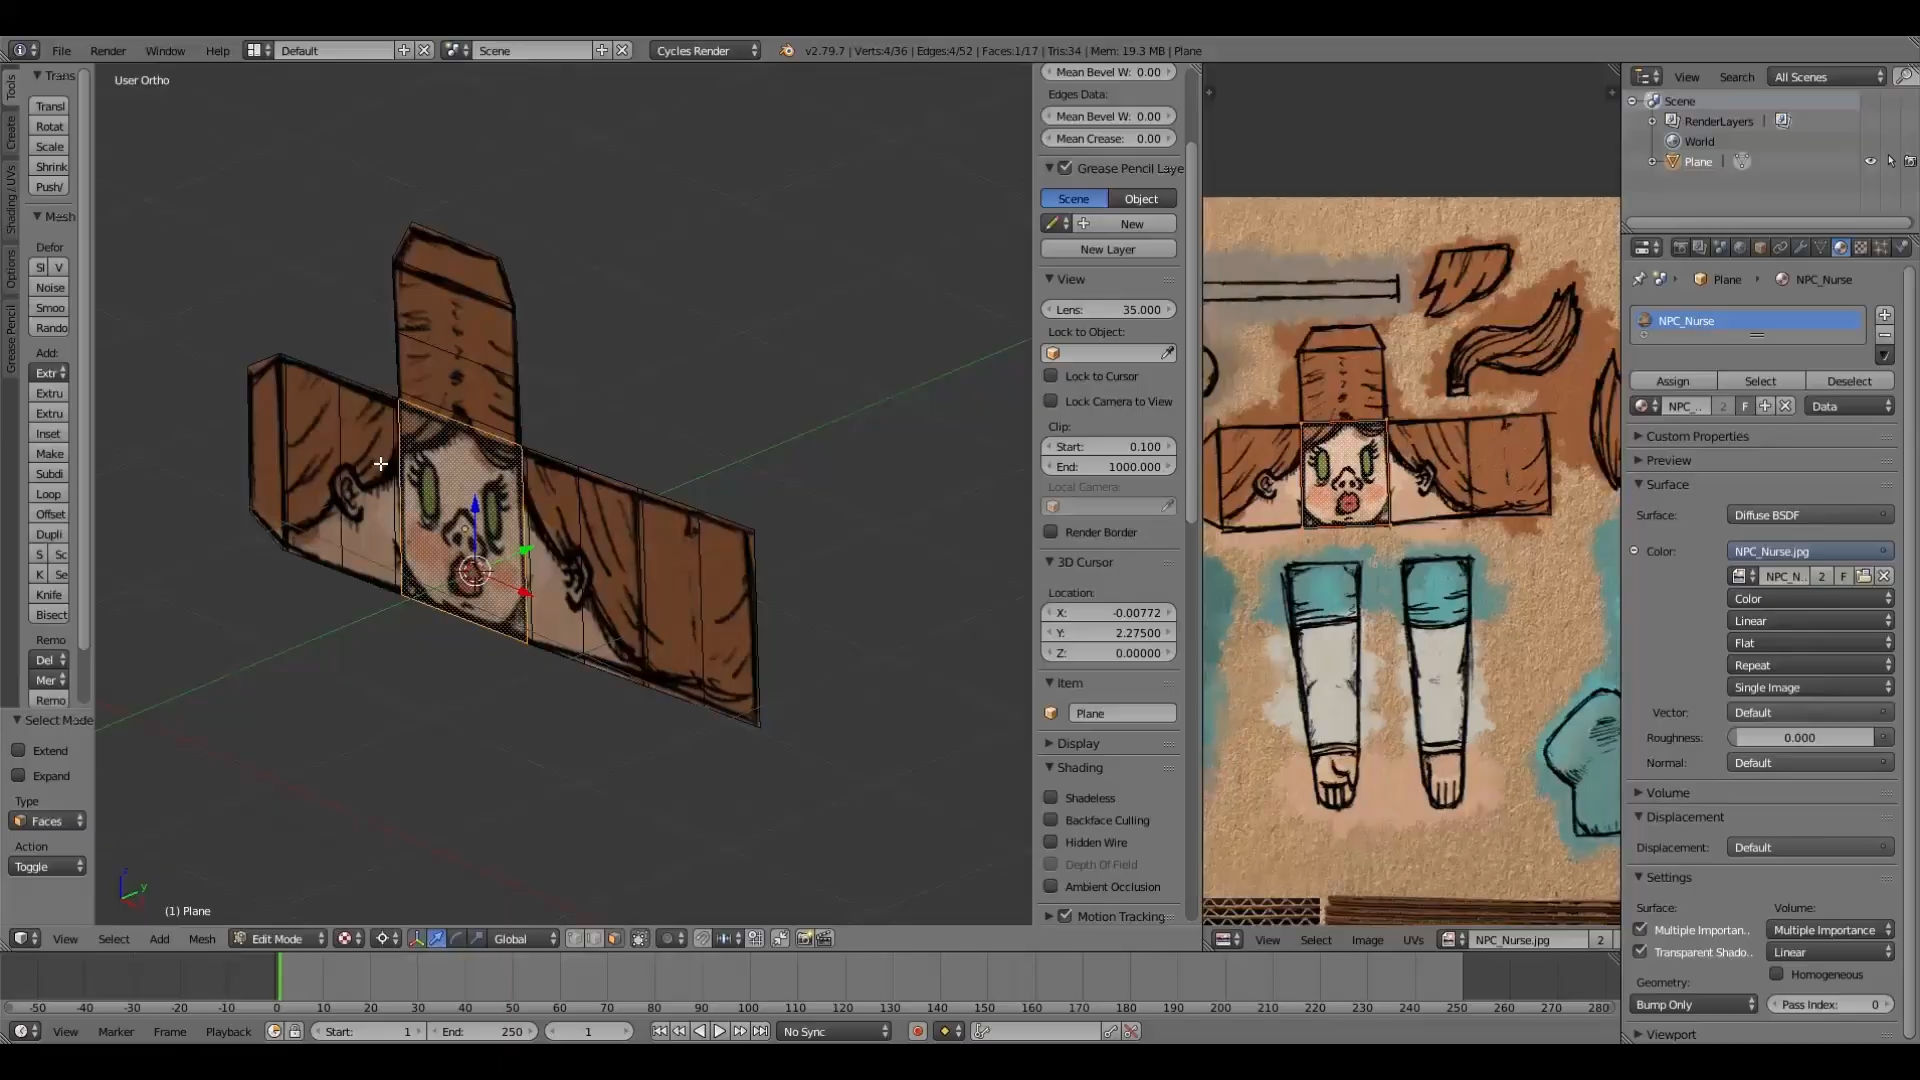 File Render Window Help Default Scene Cycles Render v2.79.7 | Verts:4/36 | Edges:4/52 | Faces:1/17 | Tris:34 | Mem: 19.3 MB | Plane
Tools
Create
Shading / UVs
Options
Grease Pencil
Trans
Transl
Rotat
Scale
Shrink
Push/
Mesh
Defor
Sl V
Noise
Smoo
Rando
Add:
Extr
Extru
Extru
Inset
Make
Subdi
Loop
Offset
Dupli
S Sc
K Se
Knife
Bisect
Remo
Del
Mer
Remo
Select Mode
Extend
Expand
Type
Faces
Action
Toggle
User Ortho
(1) Plane
Mean Bevel W: 0.00
Edges Data:
Mean Bevel W: 0.00
Mean Crease: 0.00
Grease Pencil Laye
Scene Object
New
New Layer
View
Lens: 35.000
Lock to Object:
Lock to Cursor
Lock Camera to View
Clip:
Start: 0.100
End: 1000.000
Local Camera:
Render Border
3D Cursor
Location:
X: -0.00772
Y: 2.27500
Z: 0.00000
Item
Plane
Display
Shading
Shadeless
Backface Culling
Hidden Wire
Depth Of Field
Ambient Occlusion
Motion Tracking
View Select Add Mesh Edit Mode Global
View Select Image UVs NPC_Nurse.jpg 2
View Search All Scenes
Scene
RenderLayers |
World
Plane |
Plane NPC_Nurse
NPC_Nurse
Assign Select Deselect
NPC_.. 2 F Data
Custom Properties
Preview
Surface
Surface: Diffuse BSDF
Color: NPC_Nurse.jpg
NPC_N.. 2 F
Color
Linear
Flat
Repeat
Single Image
Vector: Default
Roughness: 0.000
Normal: Default
Volume
Displacement
Displacement: Default
Settings
Surface: Volume:
Multiple Importan.. Multiple Importance
Transparent Shado.. Linear
Homogeneous
Geometry:
Bump Only Pass Index: 0
Viewport
-50 -40 -30 -20 -10 0 10 20 30 40 50 60 70 80 90 100 110 120 130 140 150 160 170 180 190 200 210 220 230 240 250 260 270 280
View Marker Frame Playback Start: 1 End: 250 1 No Sync